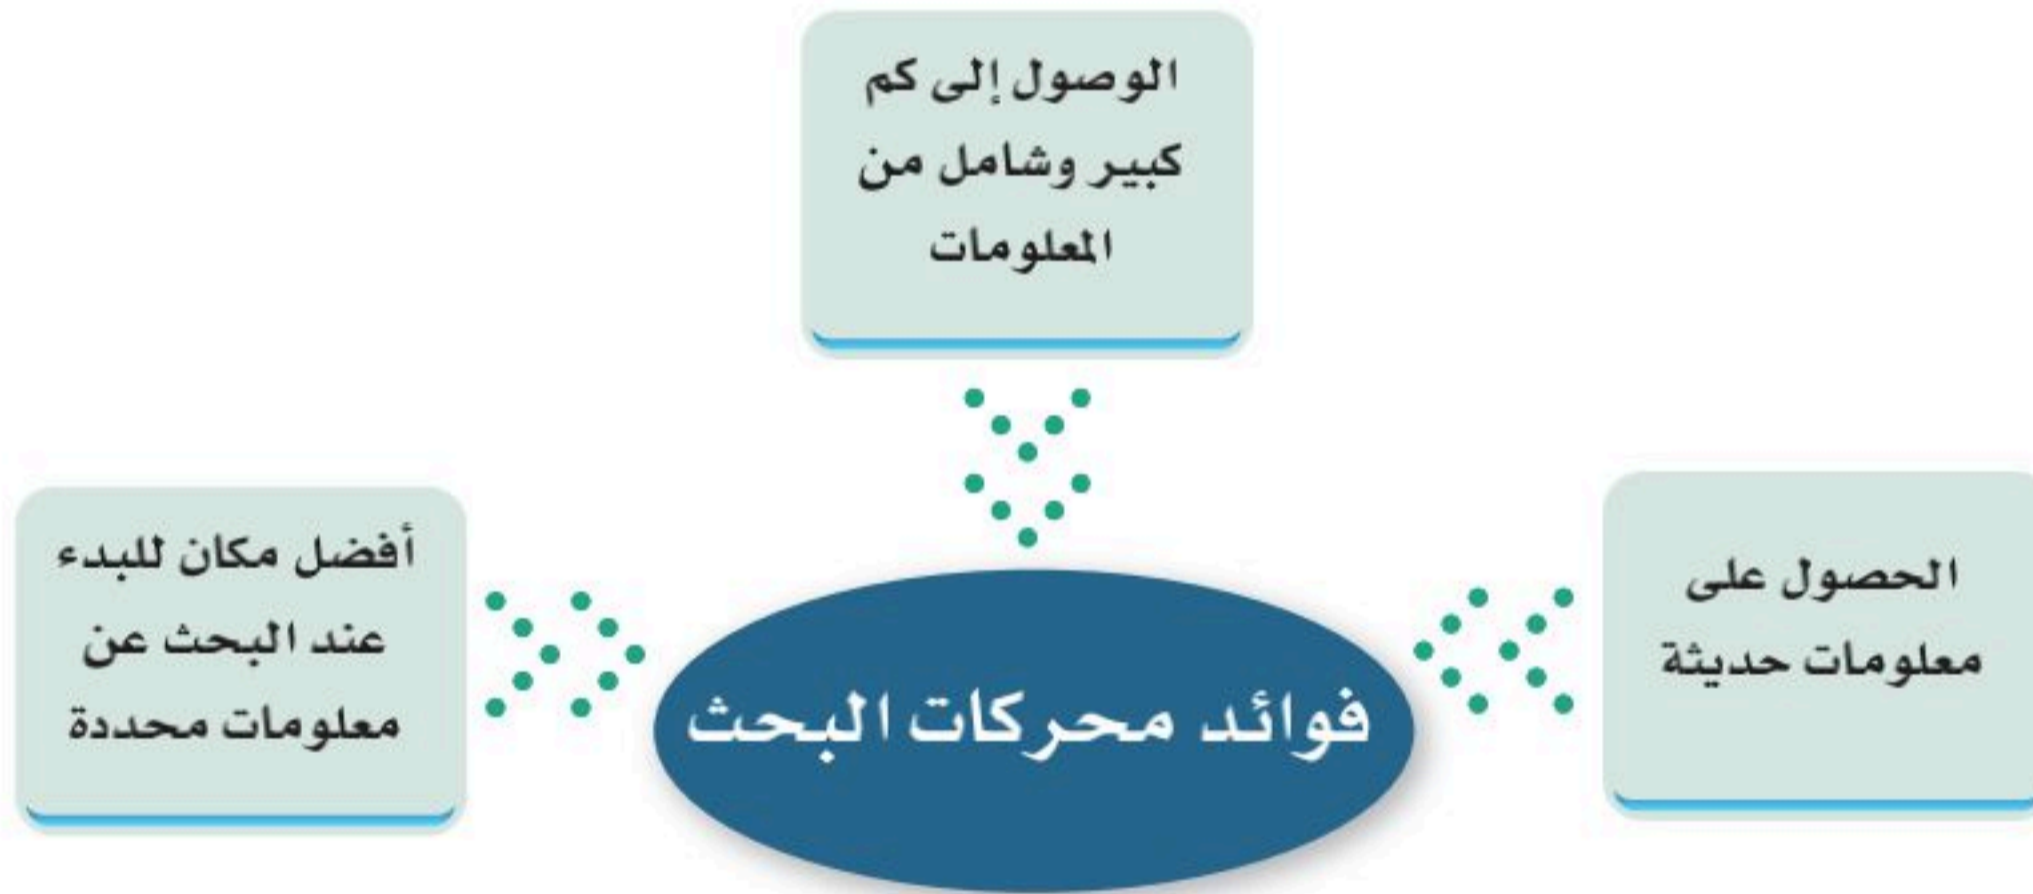 الوصول إلى كم
كبير وشامل من
المعلومات
الحصول على
معلومات حديثة
أفضل مكان للبدء
عند البحث عن
معلومات محددة
فوائد محركات البحث